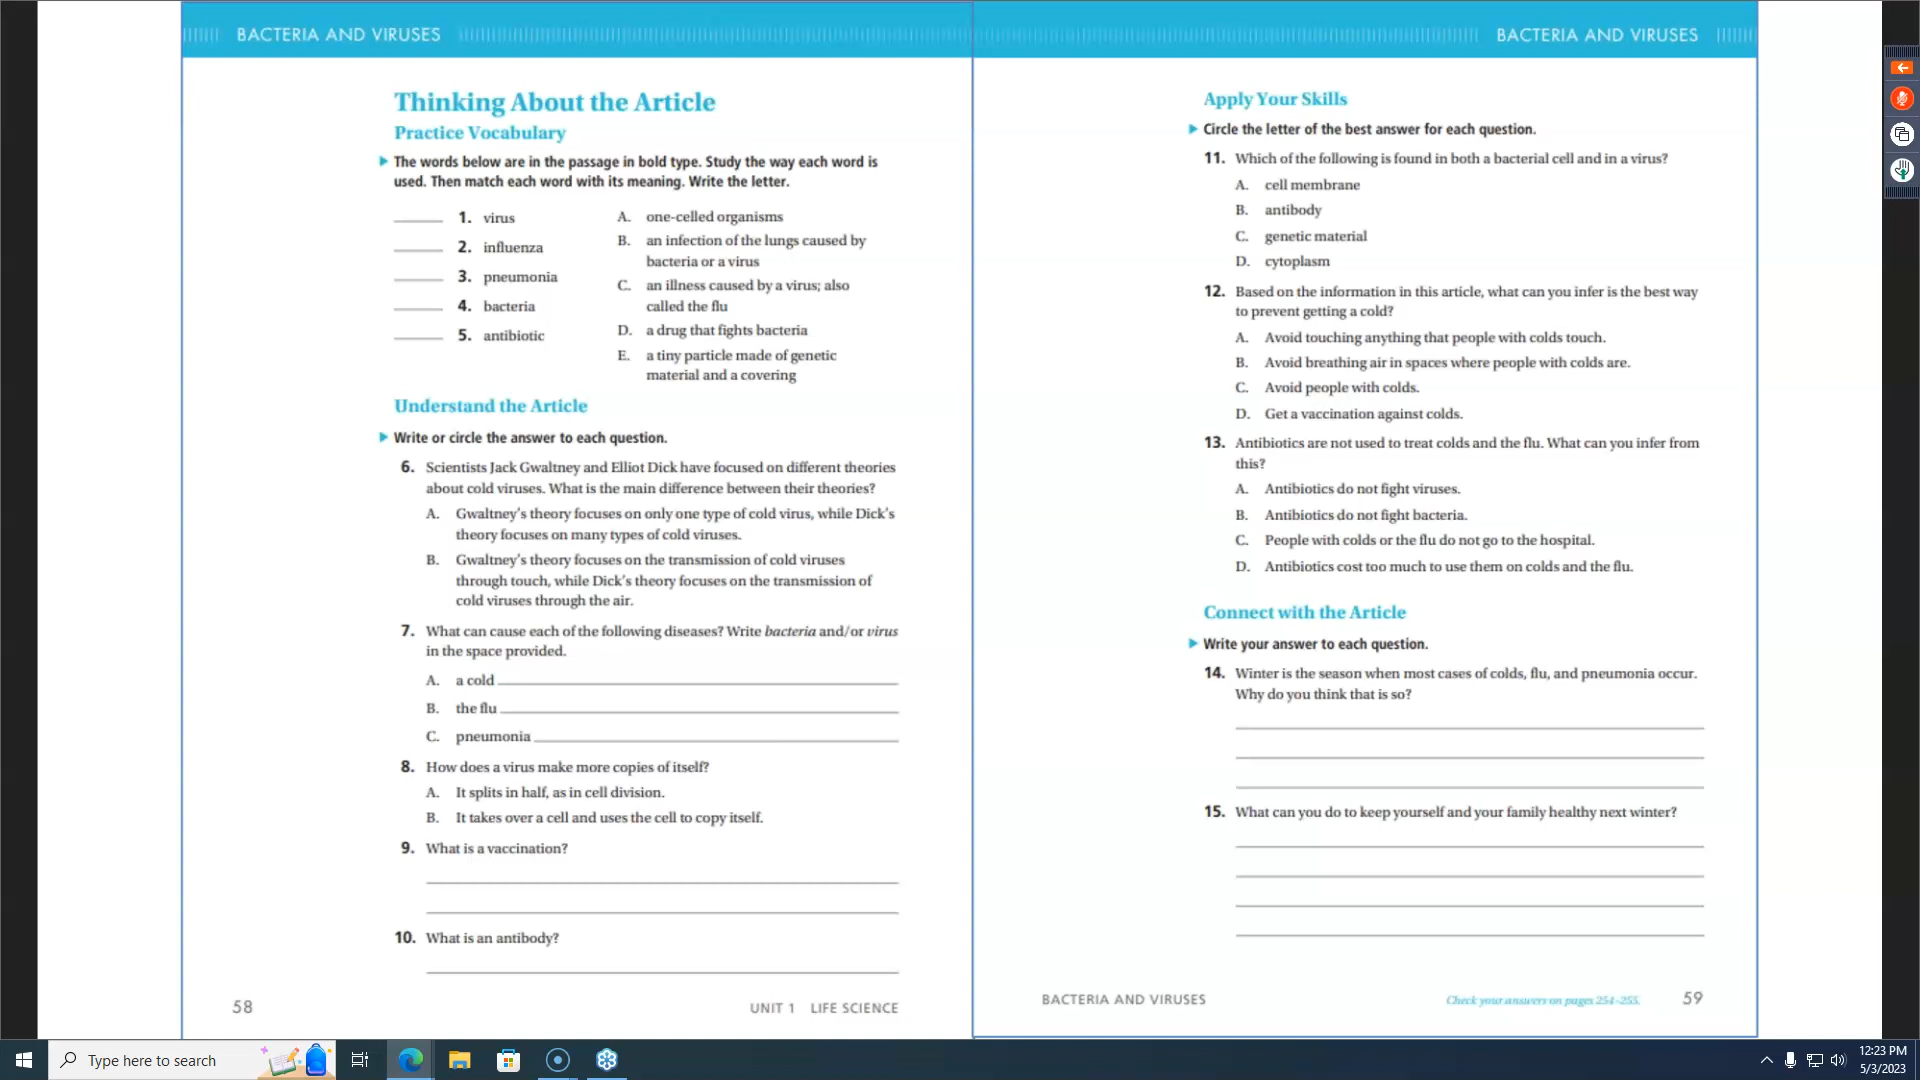 BACTERIA AND VIRUSES
Thinking About the Article
Practice Vocabulary
The words below are in the passage in bold type. Study the way each word is
used. Then match each word with its meaning. Write the letter.
1. virus
2. influenza
3. pneumonia
4. bacteria
5. antibiotic
A. one-celled organisms
B. an infection of the lungs caused by
bacteria or a virus
C. an illness caused by a virus; also
called the flu
D. a drug that fights bacteria
E. a tiny particle made of genetic
material and a covering
Understand the Article
Write or circle the answer to each question.
6. Scientists Jack Gwaltney and Elliot Dick have focused on different theories
about cold viruses. What is the main difference between their theories?
A. Gwaltney's theory focuses on only one type of cold virus, while Dick's
theory focuses on many types of cold viruses.
B. Gwaltney's theory focuses on the transmission of cold viruses
through touch, while Dick's theory focuses on the transmission of
cold viruses through the air.
7. What can cause each of the following diseases? Write bacteria and/or virus
in the space provided.
A. a cold
B. the flu
C. pneumonia
8. How does a virus make more copies of itself?
A. It splits in half, as in cell division.
B. It takes over a cell and uses the cell to copy itself.
9. What is a vaccination?
10. What is an antibody?
58
UNIT 1 LIFE SCIENCE
BACTERIA AND VIRUSES
Apply Your Skills
Circle the letter of the best answer for each question.
11. Which of the following is found in both a bacterial cell and in a virus?
A. cell membrane
B. antibody
C. genetic material
D. cytoplasm
12. Based on the information in this article, what can you infer is the best way
to prevent getting a cold?
A. Avoid touching anything that people with colds touch.
B. Avoid breathing air in spaces where people with colds are.
C. Avoid people with colds.
D. Get a vaccination against colds.
13. Antibiotics are not used to treat colds and the flu. What can you infer from
this?
A. Antibiotics do not fight viruses.
B. Antibiotics do not fight bacteria.
C. People with colds or the flu do not go to the hospital.
D. Antibiotics cost too much to use them on colds and the flu.
Connect with the Article
Write your answer to each question.
14. Winter is the season when most cases of colds, flu, and pneumonia occur.
Why do you think that is so?
15. What can you do to keep yourself and your family healthy next winter?
BACTERIA AND VIRUSES
Check your answers on pages 254–255.
59
Type here to search
12:23 PM
5/3/2023